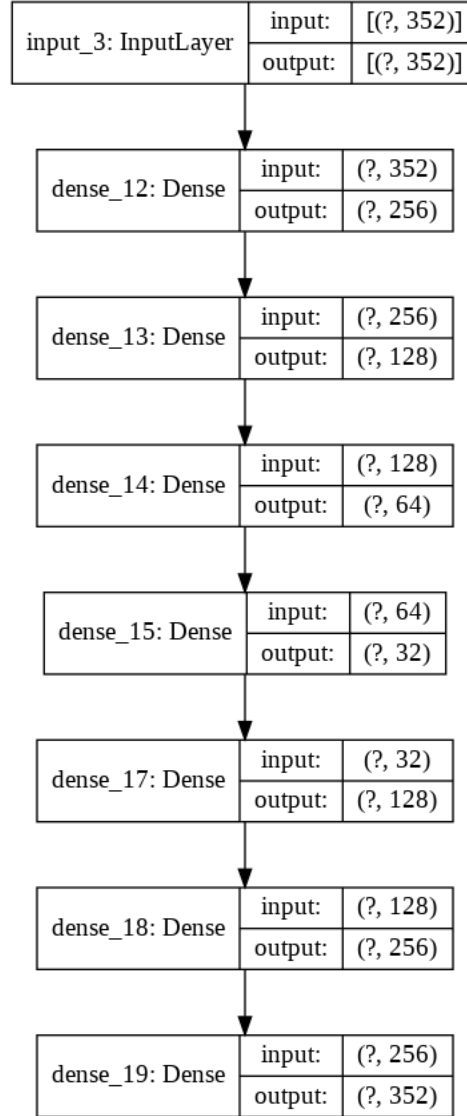 input_3: InputLayer
input: [(?, 352)]
output: [(?, 352)]
dense_12: Dense
input: (?, 352)
output: (?, 256)
dense_13: Dense
input: (?, 256)
output: (?, 128)
dense_14: Dense
input: (?, 128)
output: (?, 64)
dense_15: Dense
input: (?, 64)
output: (?, 32)
dense_17: Dense
input: (?, 32)
output: (?, 128)
dense_18: Dense
input: (?, 128)
output: (?, 256)
dense_19: Dense
input: (?, 256)
output: (?, 352)